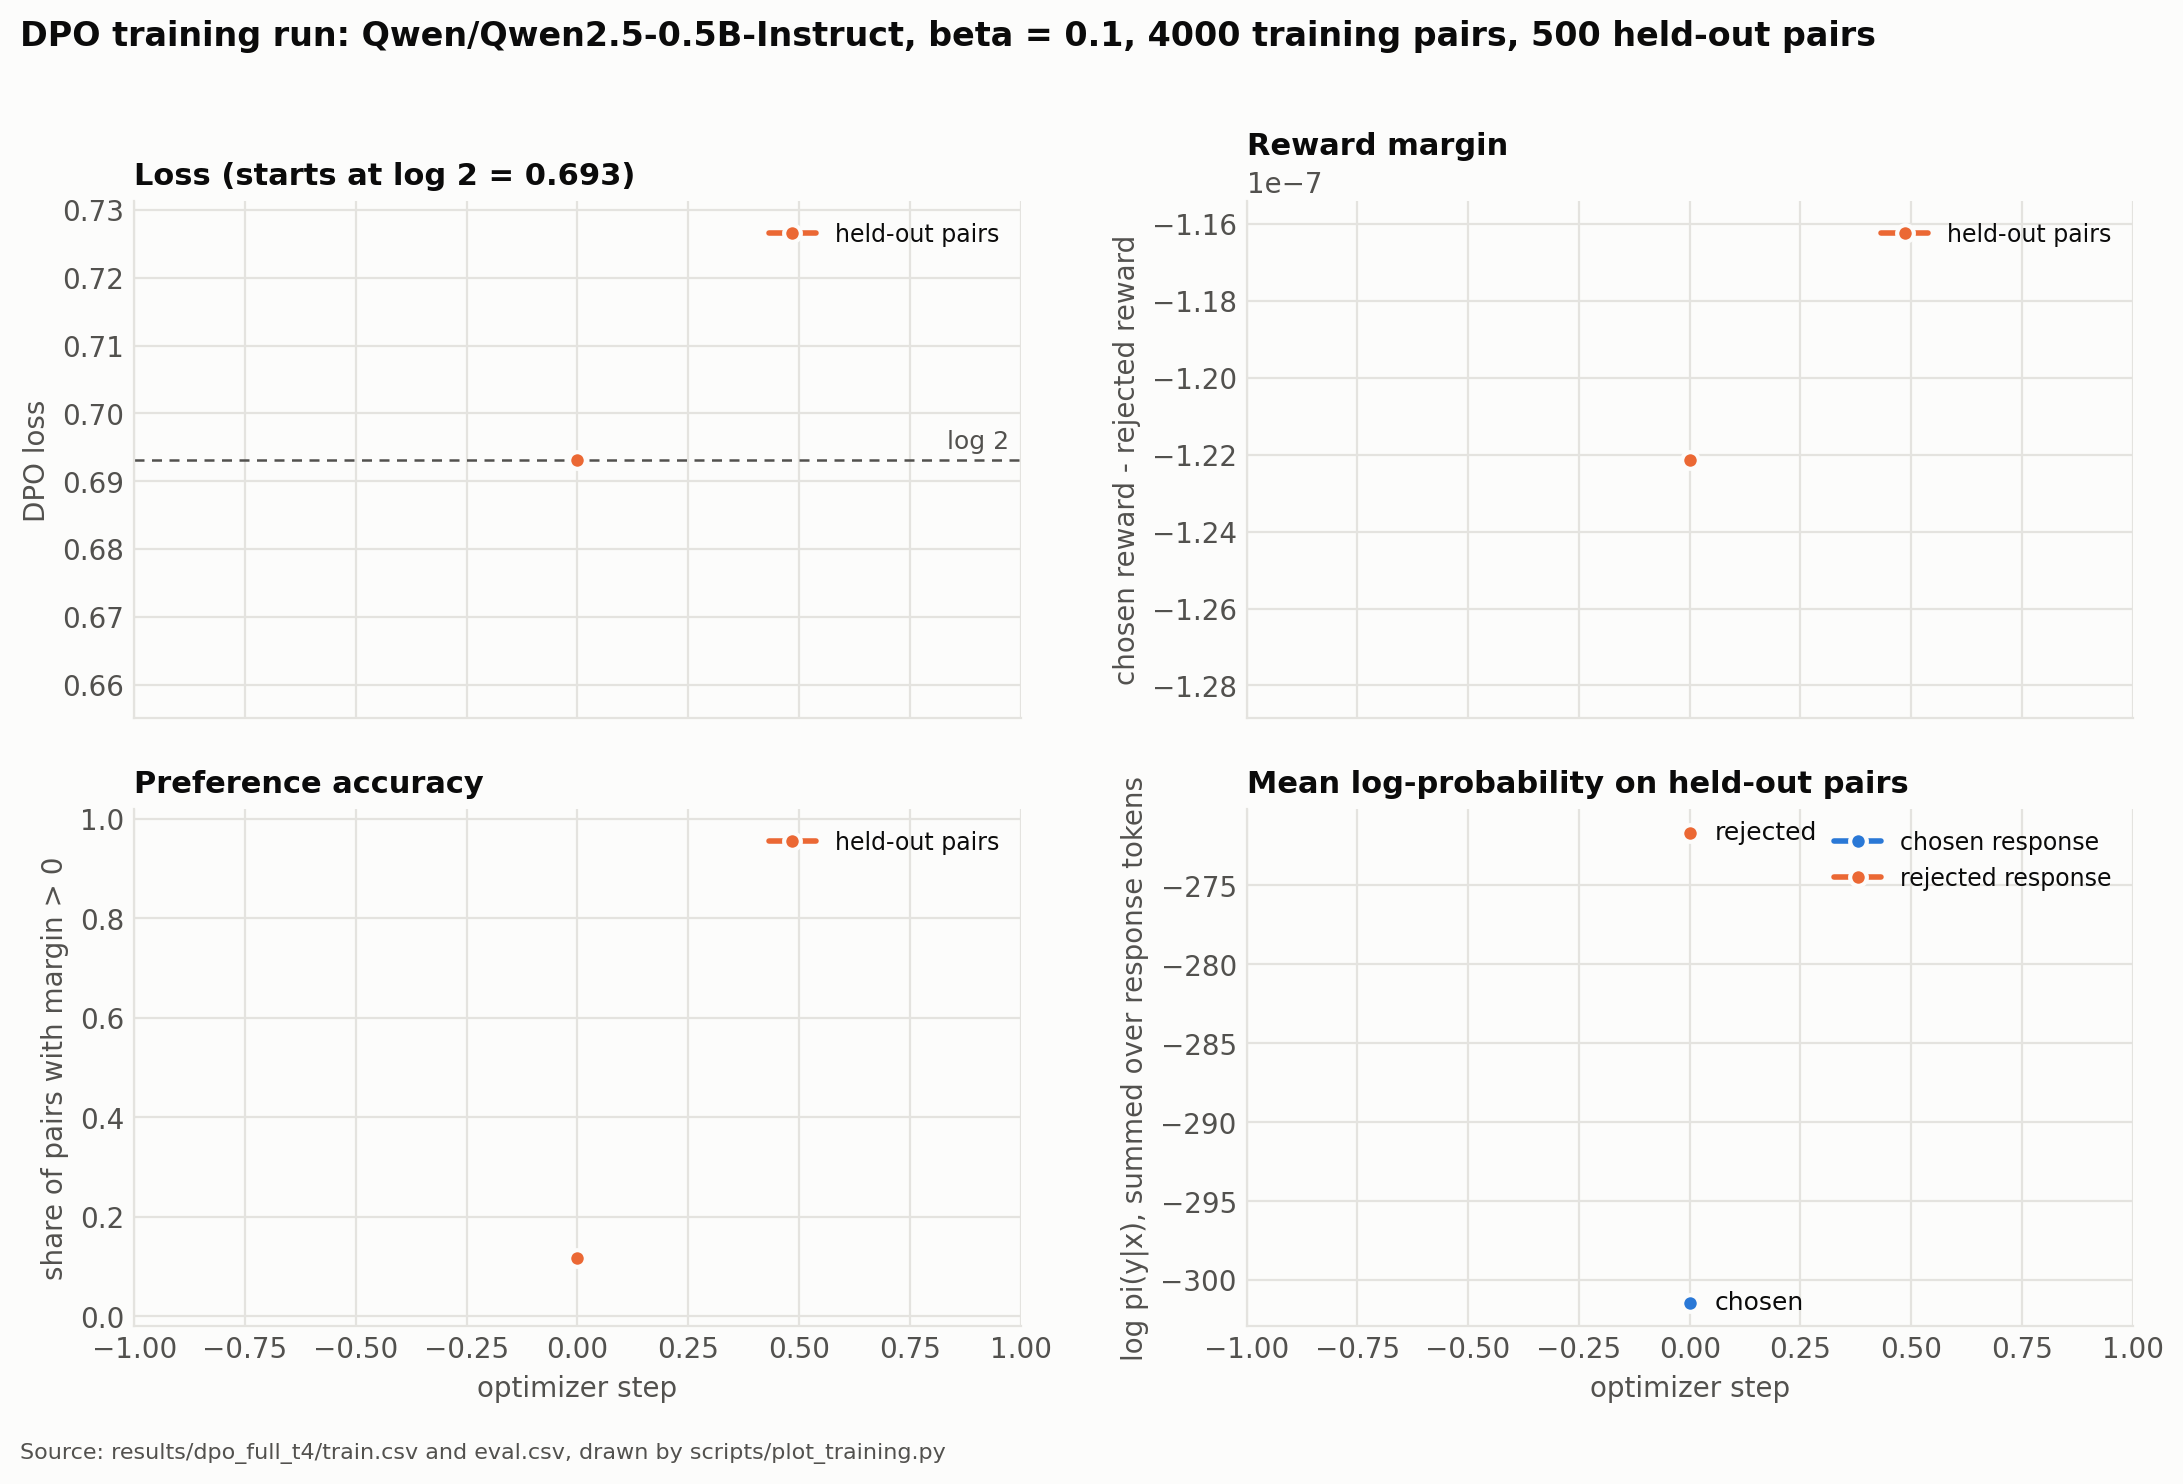 DPO training run: Qwen/Qwen2.5-0.5B-Instruct, beta = 0.1, 4000 training pairs, 500 held-out pairs
Loss (starts at log 2 = 0.693)
0.73
0.72
0.71
0.70
0.69
0.68
0.67
0.66
DPO loss
held-out pairs
log 2
Reward margin
1e−7
−1.16
−1.18
−1.20
−1.22
−1.24
−1.26
−1.28
chosen reward - rejected reward
held-out pairs
Preference accuracy
1.0
0.8
0.6
0.4
0.2
0.0
share of pairs with margin > 0
held-out pairs
−1.00 −0.75 −0.50 −0.25 0.00 0.25 0.50 0.75 1.00
optimizer step
Mean log-probability on held-out pairs
−275
−280
−285
−290
−295
−300
log pi(y|x), summed over response tokens
rejected
chosen response
rejected response
chosen
−1.00 −0.75 −0.50 −0.25 0.00 0.25 0.50 0.75 1.00
optimizer step
Source: results/dpo_full_t4/train.csv and eval.csv, drawn by scripts/plot_training.py